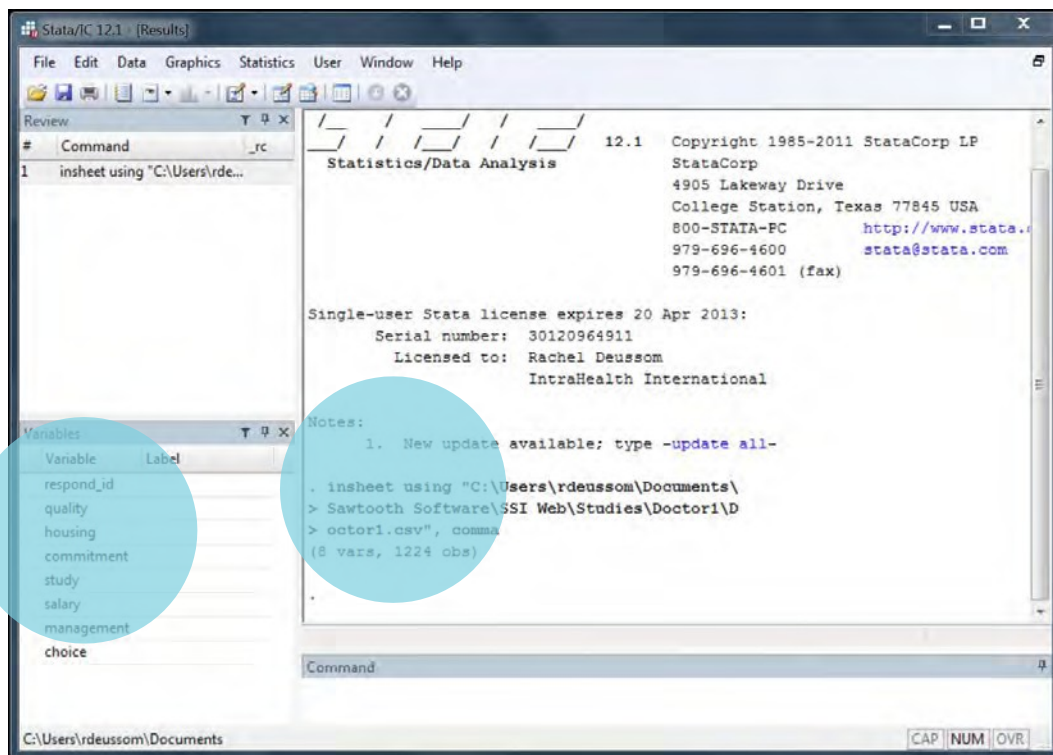 Stata/IC 12.1 - [Results]
File Edit Data Graphics Statistics User Window Help
Review
# Command _rc
1 insheet using "C:\Users\rde...
Variables
Variable Label
respond_id
quality
housing
commitment
study
salary
management
choice
12.1 Copyright 1985-2011 StataCorp LP
Statistics/Data Analysis StataCorp
4905 Lakeway Drive
College Station, Texas 77845 USA
800-STATA-PC http://www.stata.
979-696-4600 stata@stata.com
979-696-4601 (fax)
Single-user Stata license expires 20 Apr 2013:
Serial number: 30120964911
Licensed to: Rachel Deussom
IntraHealth International
Notes:
1. New update available; type -update all-
. insheet using "C:\Users\rdeussom\Documents\
> Sawtooth Software\SSI Web\Studies\Doctor1\D
> octor1.csv", comma
(8 vars, 1224 obs)
.
Command
C:\Users\rdeussom\Documents
CAP NUM OVR